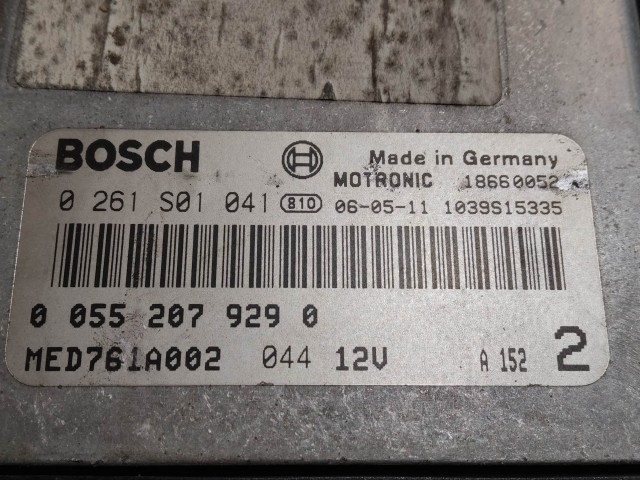 BOSCH Made in Germany
MOTRONIC 18660052
0 261 S01 041 810 06-05-11 1039S15335
0 055 207 929 0
MED761A002 044 12V A 152 2